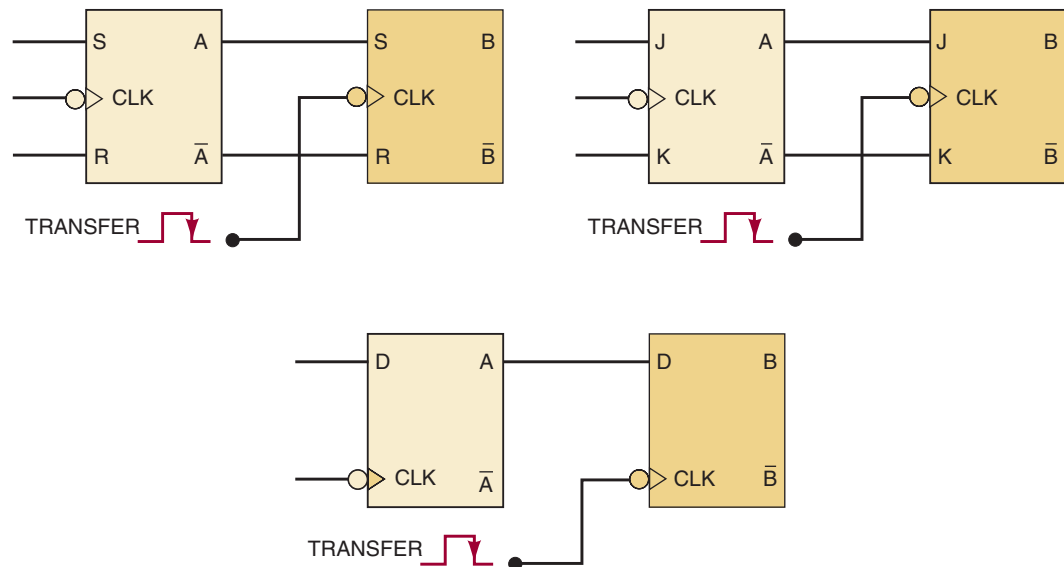 S A S B J A J B
CLK CLK CLK CLK
R A̅ R B̅ K A̅ K B̅
TRANSFER TRANSFER
D A D B
CLK A̅ CLK B̅
TRANSFER